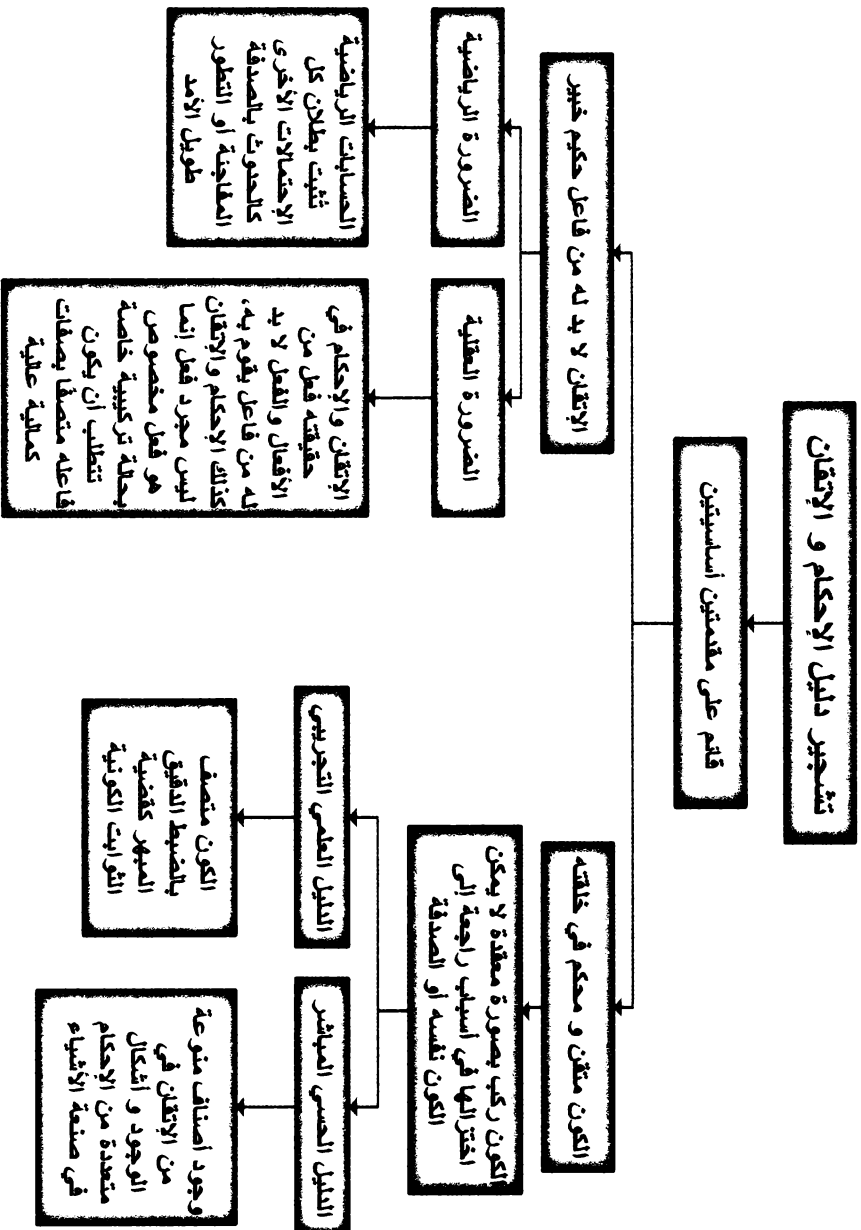 تشجير دليل الإحكام و الإتقان
قائم على مقدمتين أساسيتين
الكون متقن و محكم في خلقته
الكون ركب بصورة معقدة لا يمكن
اختزالها في أسباب راجعة إلى
الكون نفسه أو الصدفة
الدليل الحسي المباشر
وجود أصناف منوعة
من الإتقان في
الوجود و أشكال
متعددة من الإحكام
في صنعة الأشياء
الدليل العلمي التجريبي
الكون متصف
بالضبط الدقيق
المبهر كقضية
الثوابت الكونية
الإتقان لا بد له من فاعل حكيم خبير
الضرورة العقلية
الإتقان والإحكام في
حقيقته فعل من
الأفعال والفعل لا بد
له من فاعل يقوم به،
كذلك الإحكام والإتقان
ليس مجرد فعل إنما
هو فعل مخصوص
بحالة تركيبية خاصة
تتطلب أن يكون
فاعله متصفا بصفات
كمالية عالية
الضرورة الرياضية
الحسابات الرياضية
تثبت بطلان كل
الإحتمالات الأخرى
كالحدوث بالصدفة
المفاجئة أو التطور
طويل الأمد